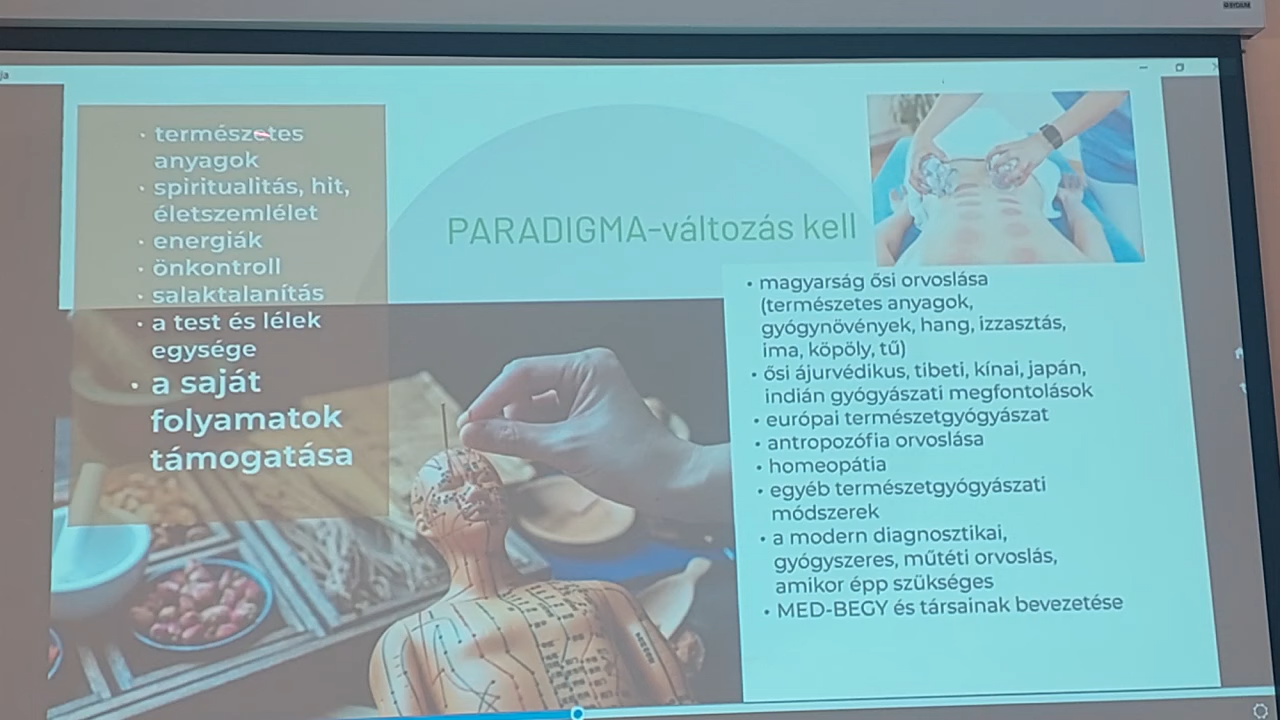 ja
• természetes
anyagok
• spiritualitás, hit,
életszemlélet
• energiák
• önkontroll
• salaktalanítás
• a test és lélek
egysége
• a saját
folyamatok
támogatása
PARADIGMA-változás kell
• magyarság ősi orvoslása
(természetes anyagok,
gyógynövények, hang, izzasztás,
ima, köpöly, tű)
• ősi ájurvédikus, tibeti, kínai, japán,
indián gyógyászati megfontolások
• európai természetgyógyászat
• antropozófia orvoslása
• homeopátia
• egyéb természetgyógyászati
módszerek
• a modern diagnosztikai,
gyógyszeres, műtéti orvoslás,
amikor épp szükséges
• MED-BEGY és társainak bevezetése